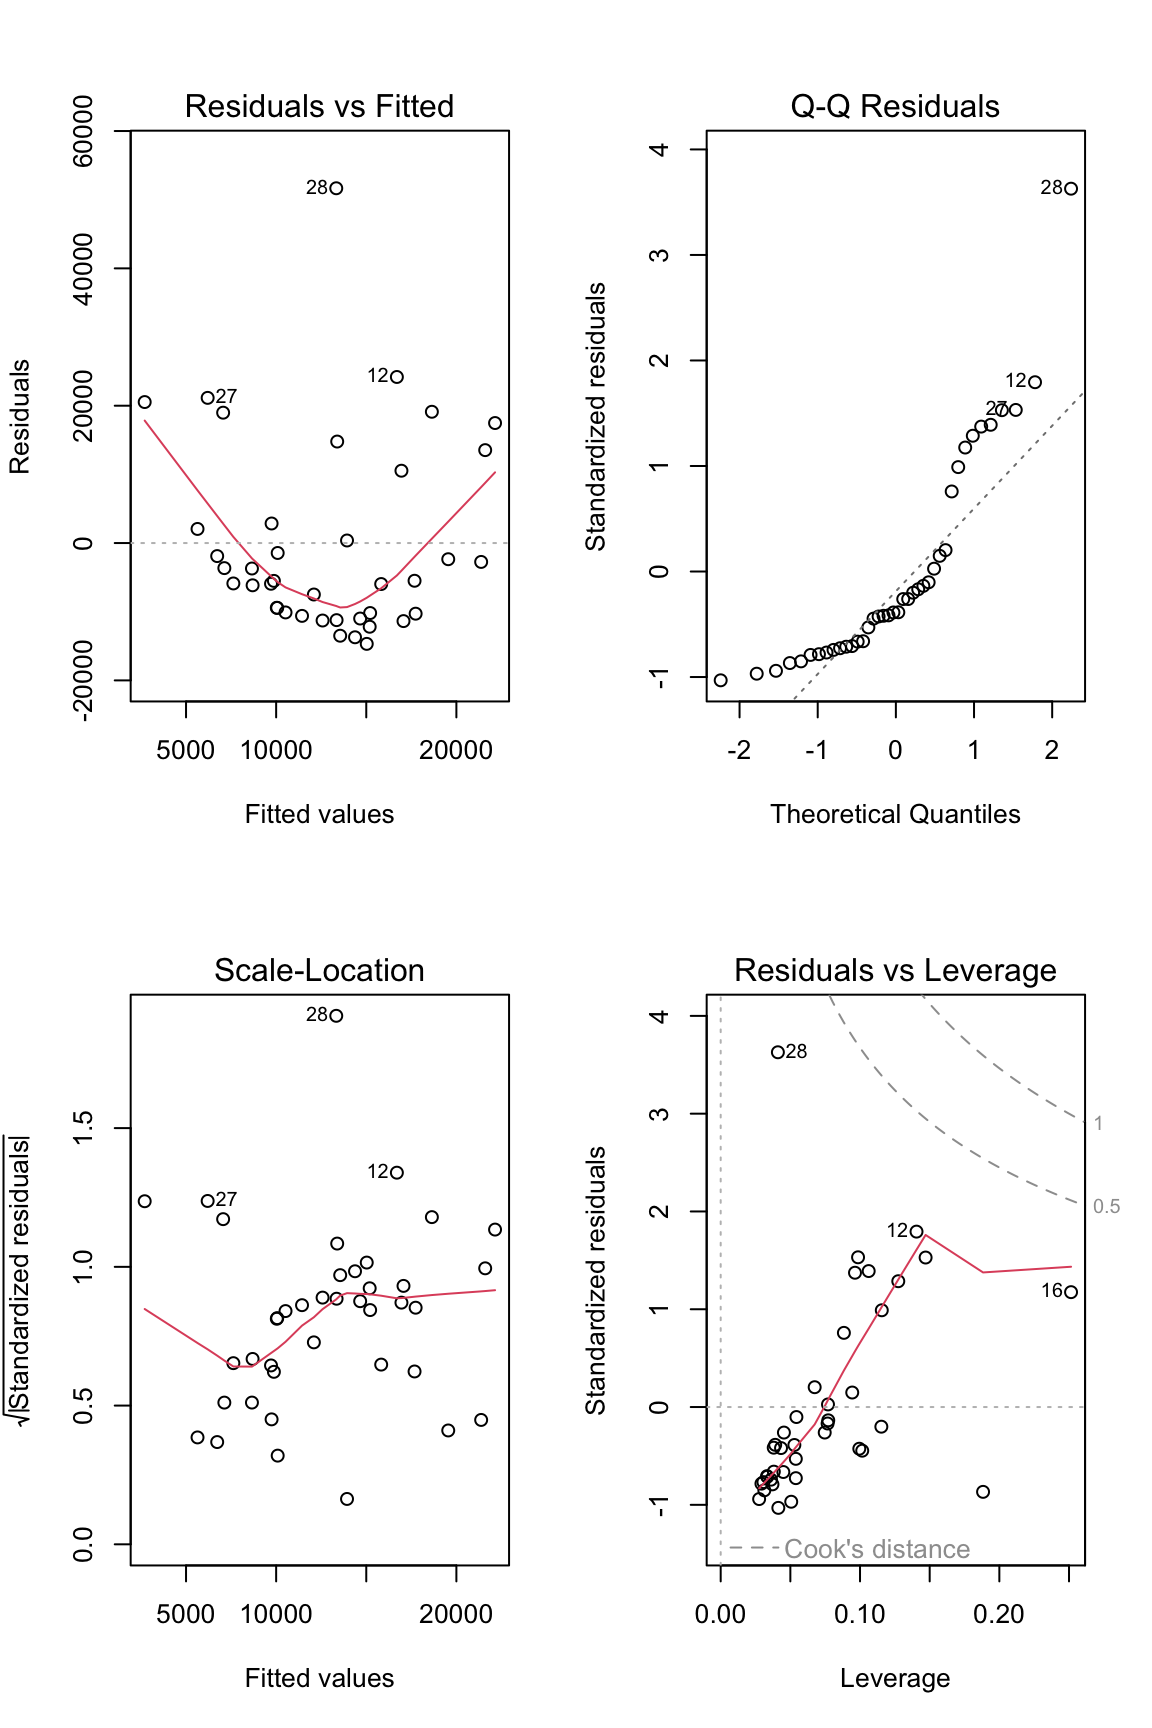 Residuals vs Fitted
Residuals
-20000 0 20000 40000 60000
28
12
27
5000 10000 20000
Fitted values
Q-Q Residuals
Standardized residuals
-1 0 1 2 3 4
28
12
27
-2 -1 0 1 2
Theoretical Quantiles
Scale-Location
√|Standardized residuals|
0.0 0.5 1.0 1.5
28
12
27
5000 10000 20000
Fitted values
Residuals vs Leverage
Standardized residuals
-1 0 1 2 3 4
28
1
0.5
12
16
Cook's distance
0.00 0.10 0.20
Leverage